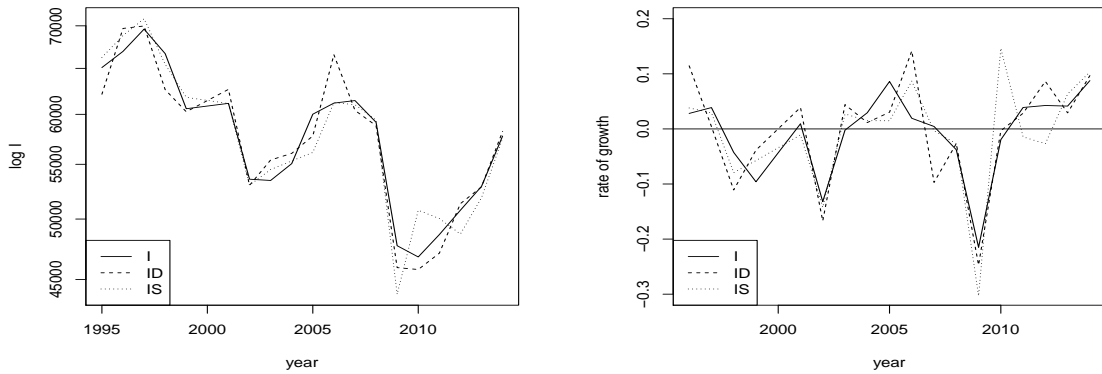 log I
70000
60000
55000
50000
45000
I
ID
IS
1995
2000
2005
2010
year
rate of growth
0.2
0.1
0.0
−0.1
−0.2
−0.3
I
ID
IS
2000
2005
2010
year